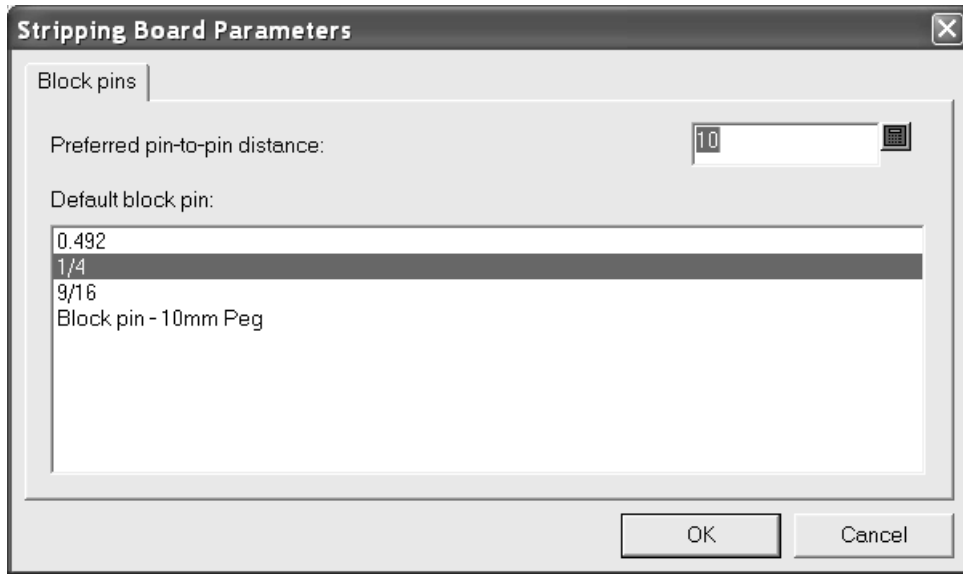 Stripping Board Parameters
Block pins
Preferred pin-to-pin distance:
10
Default block pin:
0.492
1/4
9/16
Block pin - 10mm Peg
OK
Cancel